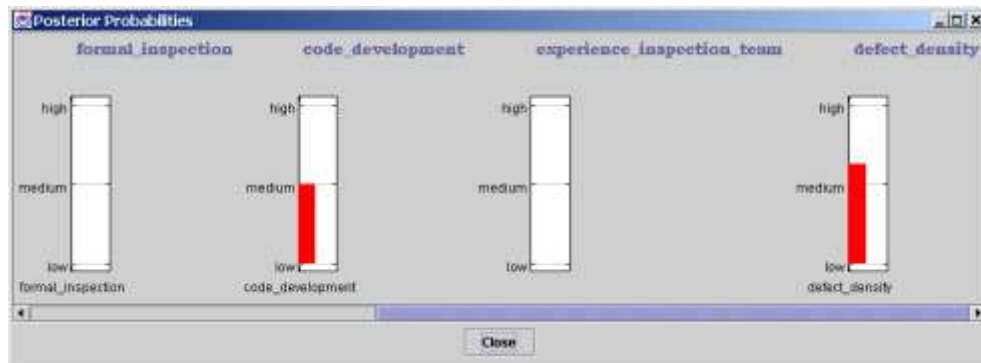 Posterior Probabilities
formal_inspection code_development experience_inspection_team defect_density
high high high high
medium medium medium medium
low low low low
formal_inspection code_development defect_density
Close